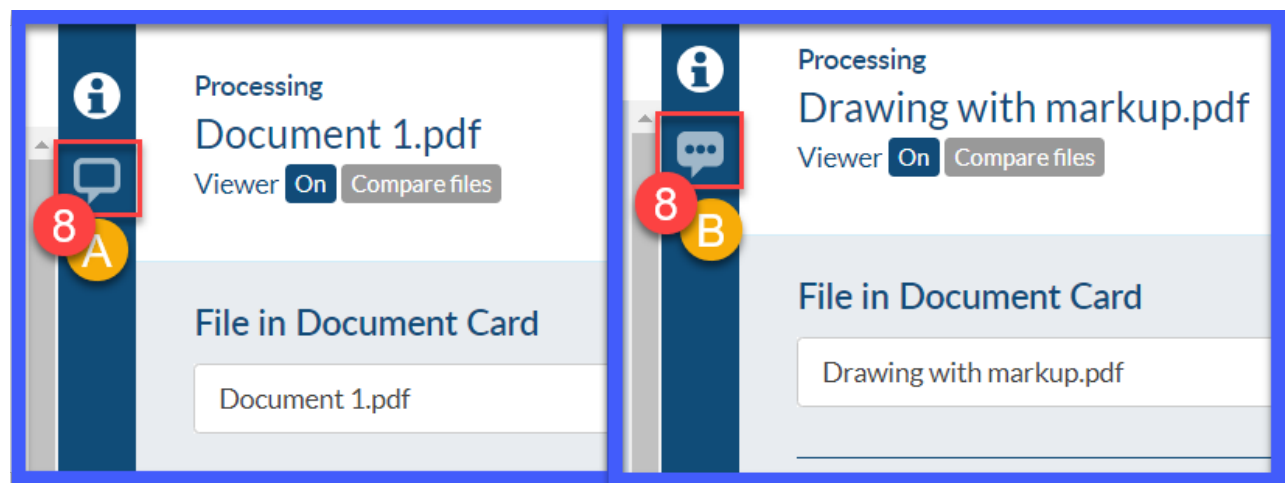 Processing
Document 1.pdf
Viewer On Compare files
8
A
File in Document Card
Document 1.pdf
Processing
Drawing with markup.pdf
Viewer On Compare files
8
B
File in Document Card
Drawing with markup.pdf